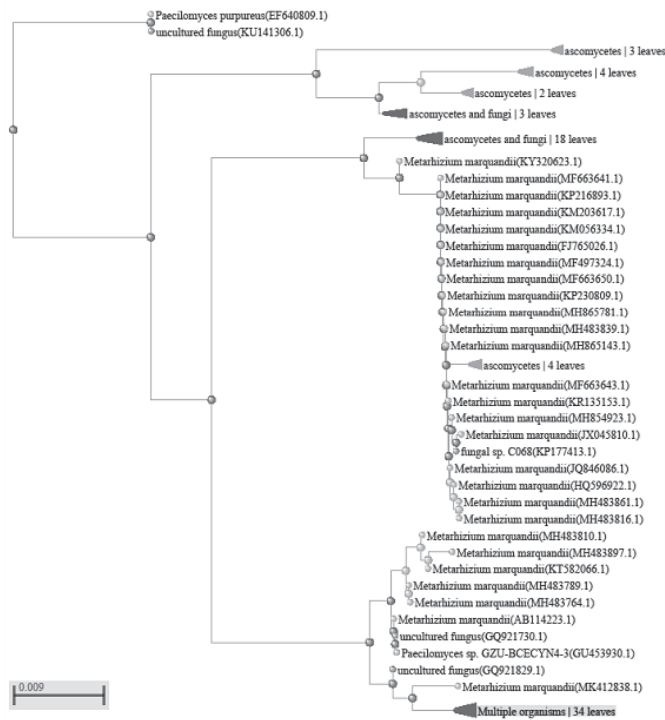 Paecilomyces purpureus(EF640809.1)
uncultured fungus(KU141306.1)
ascomycetes | 3 leaves
ascomycetes | 4 leaves
ascomycetes | 2 leaves
ascomycetes and fungi | 3 leaves
ascomycetes and fungi | 18 leaves
Metarhizium marquandii(KY320623.1)
Metarhizium marquandii(MF663641.1)
Metarhizium marquandii(KP216893.1)
Metarhizium marquandii(KM203617.1)
Metarhizium marquandii(KM056334.1)
Metarhizium marquandii(FJ765026.1)
Metarhizium marquandii(MF497324.1)
Metarhizium marquandii(MF663650.1)
Metarhizium marquandii(KP230809.1)
Metarhizium marquandii(MH865781.1)
Metarhizium marquandii(MH483839.1)
Metarhizium marquandii(MH865143.1)
ascomycetes | 4 leaves
Metarhizium marquandii(MF663643.1)
Metarhizium marquandii(KR135153.1)
Metarhizium marquandii(MH854923.1)
Metarhizium marquandii(JX045810.1)
fungal sp. C068(KP177413.1)
Metarhizium marquandii(JQ846086.1)
Metarhizium marquandii(HQ596922.1)
Metarhizium marquandii(MH483861.1)
Metarhizium marquandii(MH483816.1)
Metarhizium marquandii(MH483810.1)
Metarhizium marquandii(MH483897.1)
Metarhizium marquandii(KT582066.1)
Metarhizium marquandii(MH483789.1)
Metarhizium marquandii(MH483764.1)
Metarhizium marquandii(AB114223.1)
uncultured fungus(GQ921730.1)
Paecilomyces sp. GZU-BCECYN4-3(GU453930.1)
uncultured fungus(GQ921829.1)
Metarhizium marquandii(MK412838.1)
Multiple organisms | 34 leaves
0.009